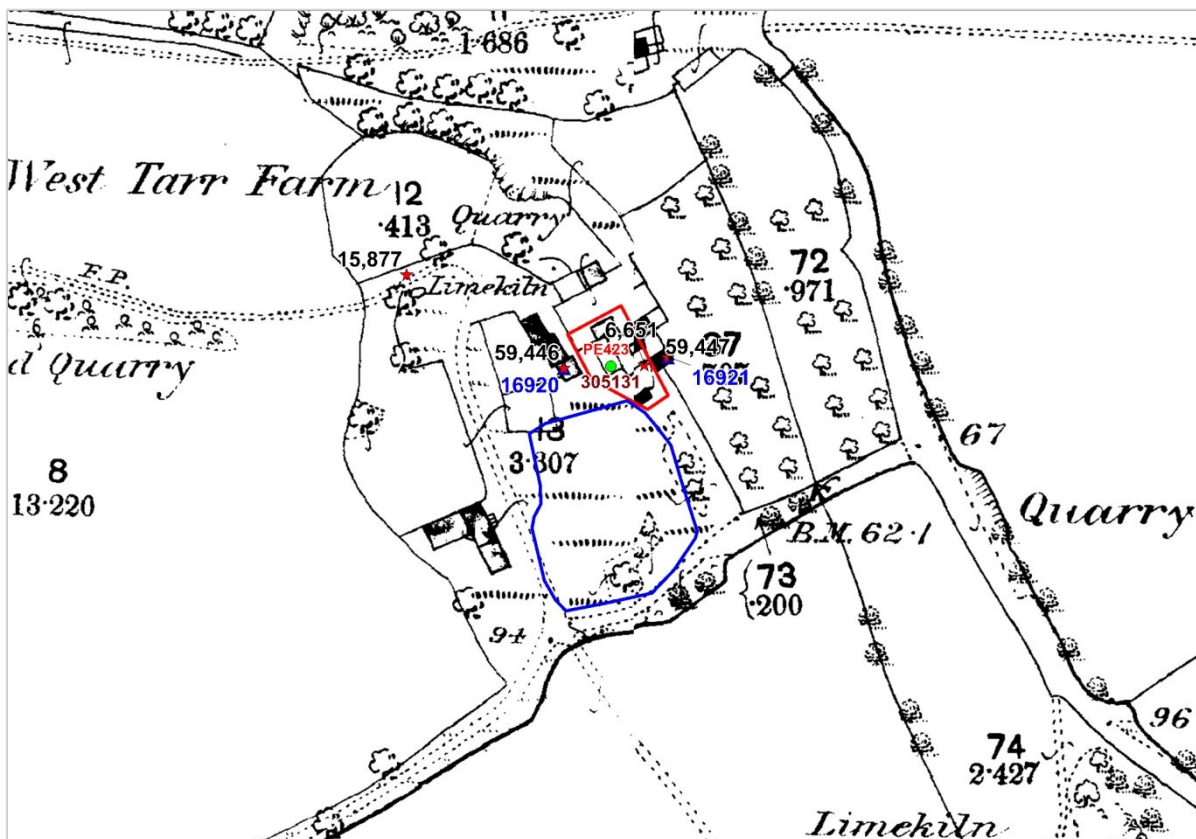 1·686
West Tarr Farm
12
·413
Quarry
15,877
F.P.
Limekiln
72
·971
d Quarry
6,651
59,446
PE423
59,447
16920
305131
16921
13
3·307
67
8
13·220
Quarry
B.M. 62·1
73
·200
94
96
74
2·427
Limekiln